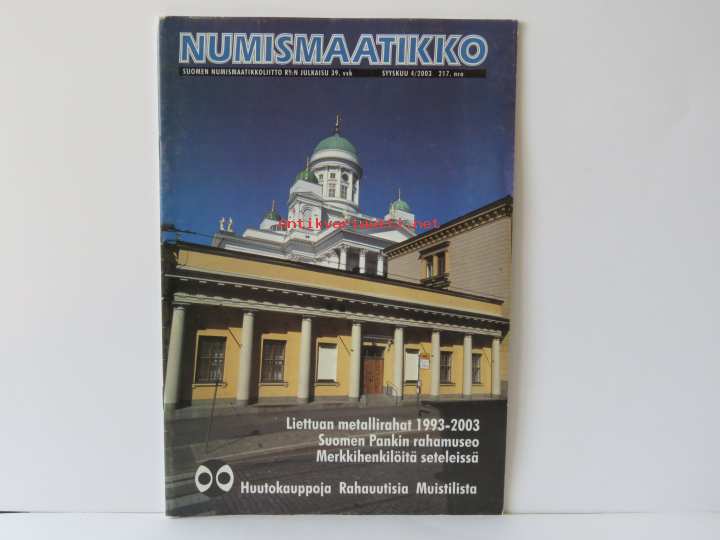 NUMISMAATIKKO
SUOMEN NUMISMAATIKKOLIITTO RY:N JULKAISU 39. vsk SYYSKUU 4/2003 217. nro
antikvariaatti.net
Liettuan metallirahat 1993-2003
Suomen Pankin rahamuseo
Merkkihenkilöitä seteleissä
Huutokauppoja Rahauutisia Muistilista